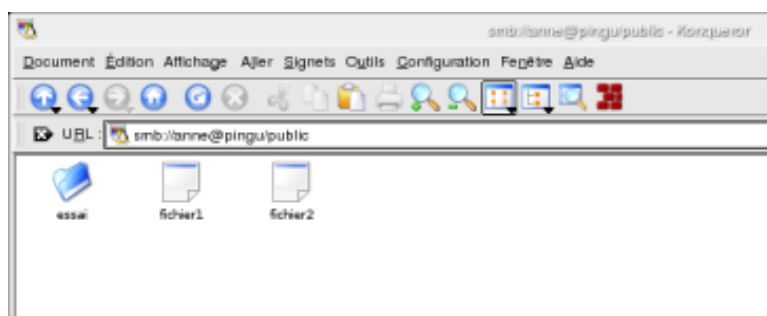 smb://anne@pingu/public - Konqueror
Document Édition Affichage Aller Signets Outils Configuration Fenêtre Aide
URL : smb://anne@pingu/public
essai fichier1 fichier2